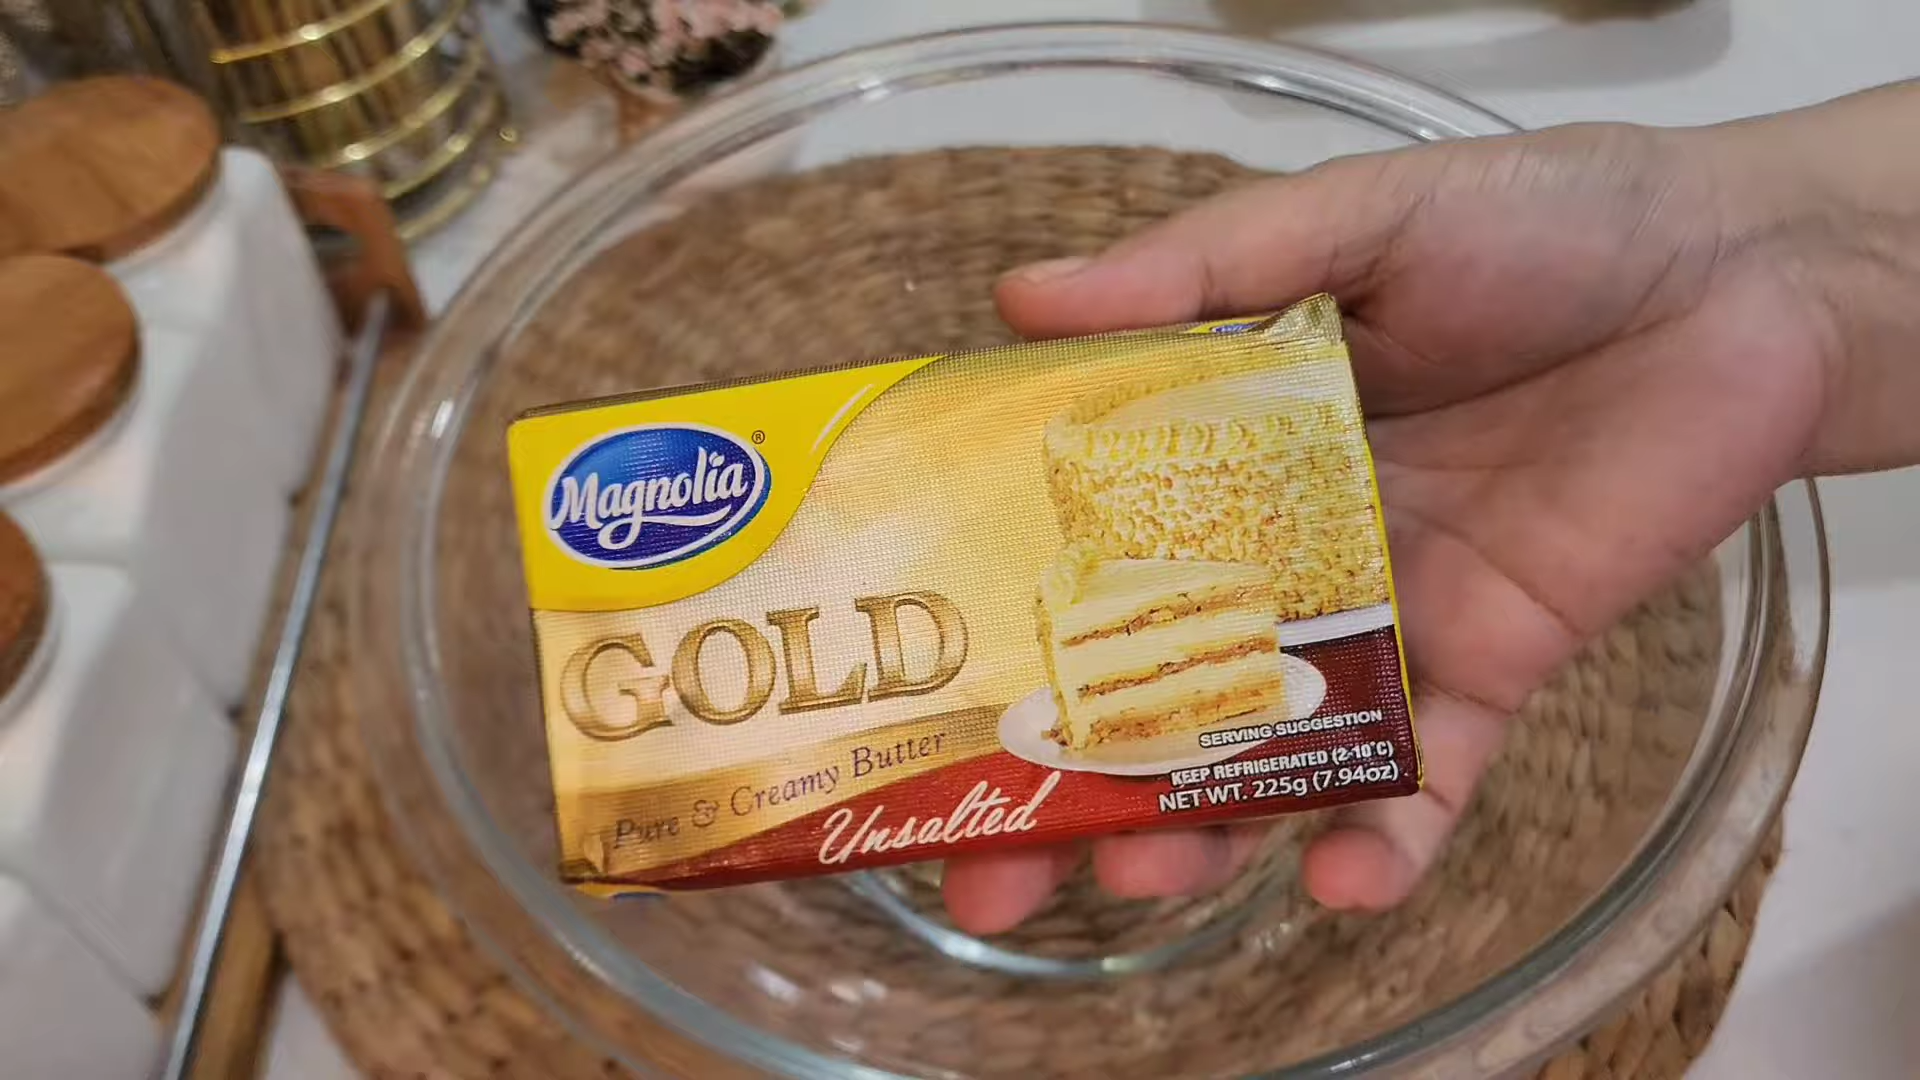 Magnolia®
GOLD
Pure & Creamy Butter
Unsalted
SERVING SUGGESTION
KEEP REFRIGERATED (2-10°C)
NET WT. 225g (7.94oz)